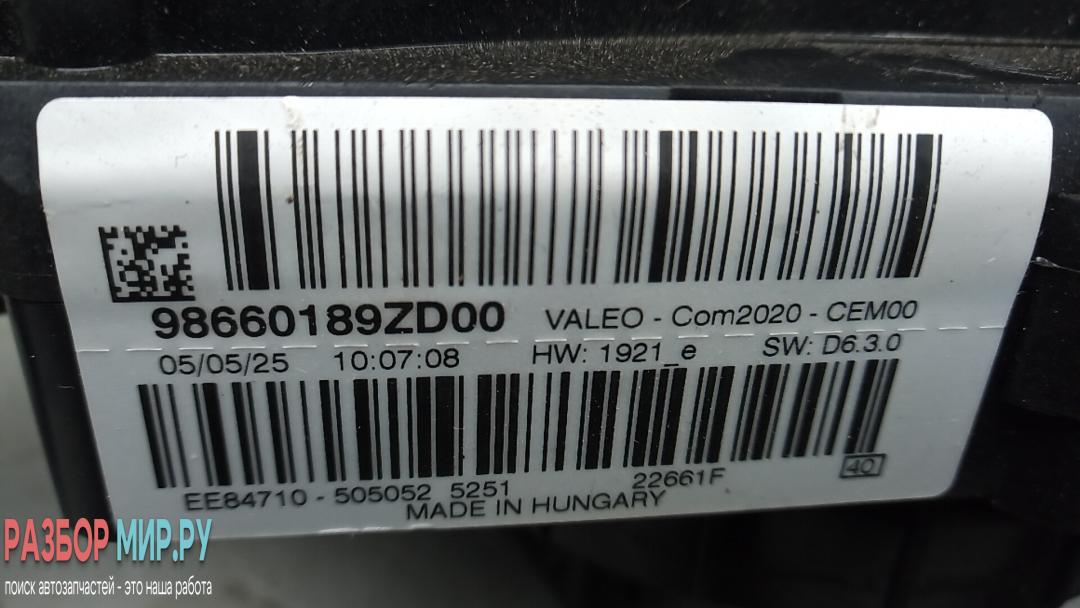 98660189ZD00 VALEO - Com2020 - CEM00
05/05/25 10:07:08 HW: 1921_e SW: D6.3.0
EE84710 - 505052 5251 22661F 40
MADE IN HUNGARY
РАЗБОР МИР.РУ
поиск автозапчастей - это наша работа